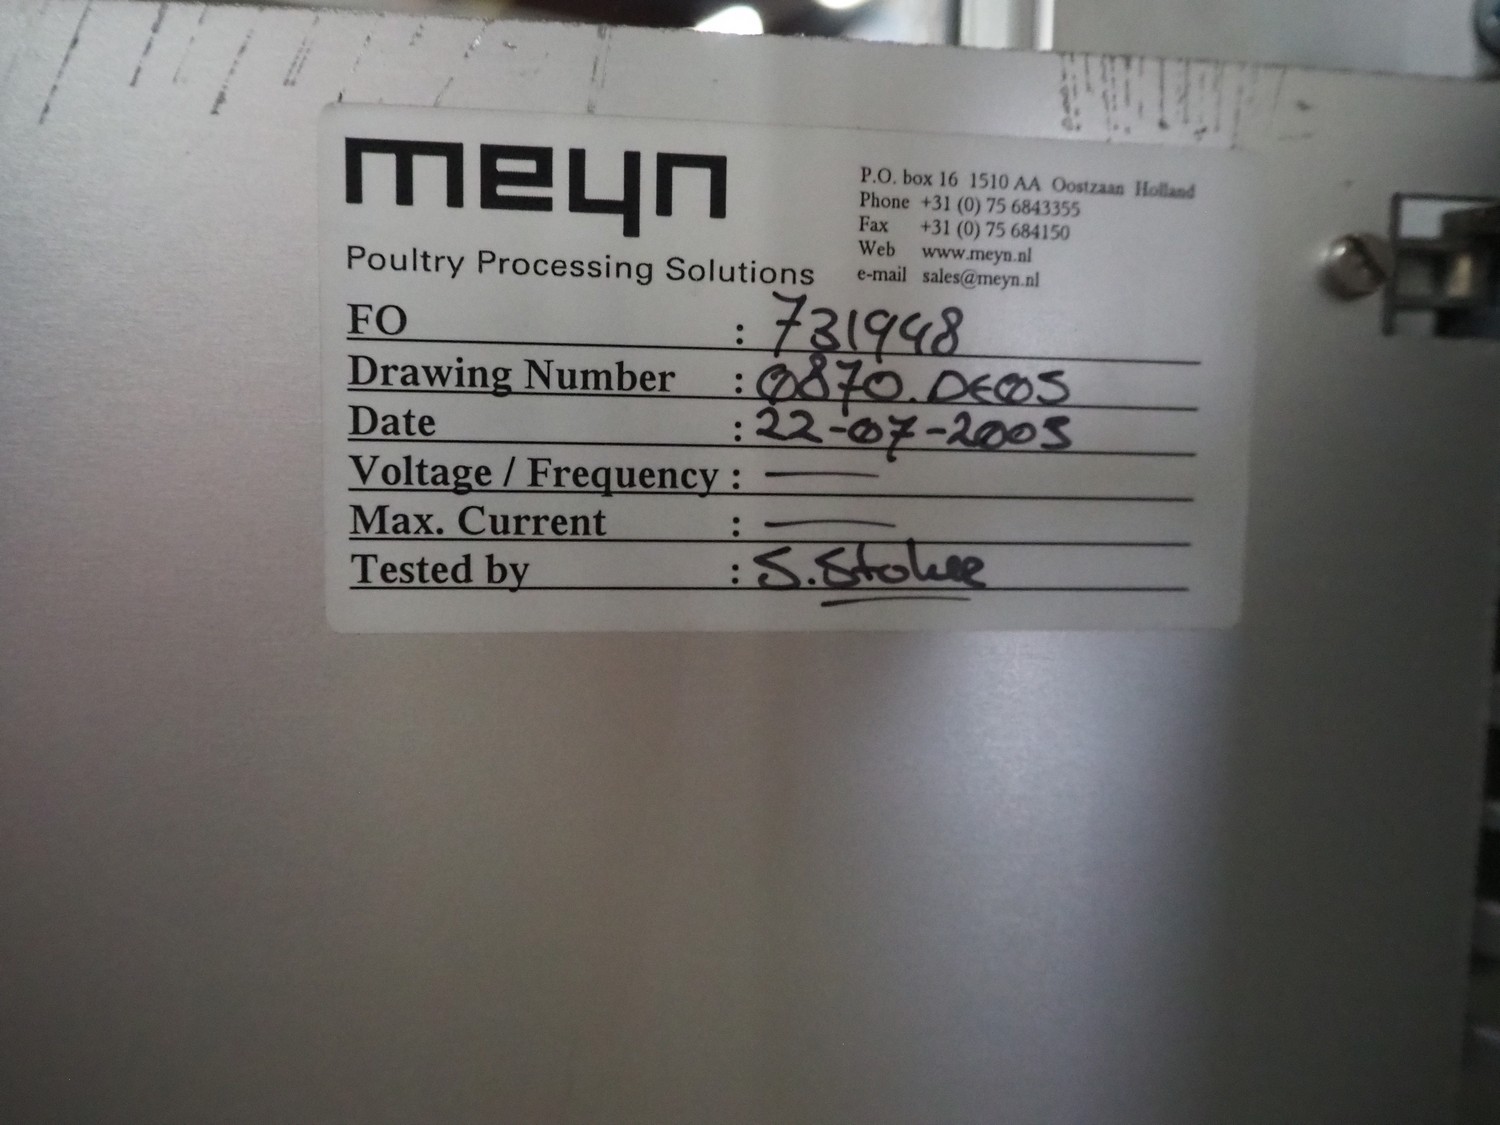 meyn
Poultry Processing Solutions
P.O. box 16 1510 AA Oostzaan Holland
Phone +31 (0) 75 6843355
Fax +31 (0) 75 684150
Web www.meyn.nl
e-mail sales@meyn.nl
FO : 731948
Drawing Number : 0870.DE05
Date : 22-07-2005
Voltage / Frequency : —
Max. Current : —
Tested by : S.